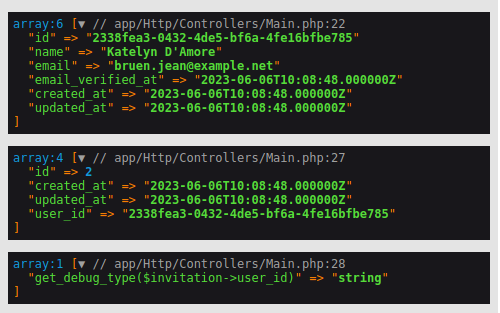 array:6 [▼ // app/Http/Controllers/Main.php:22
  "id" => "2338fea3-0432-4de5-bf6a-4fe16bfbe785"
  "name" => "Katelyn D'Amore"
  "email" => "bruen.jean@example.net"
  "email_verified_at" => "2023-06-06T10:08:48.000000Z"
  "created_at" => "2023-06-06T10:08:48.000000Z"
  "updated_at" => "2023-06-06T10:08:48.000000Z"
]
array:4 [▼ // app/Http/Controllers/Main.php:27
  "id" => 2
  "created_at" => "2023-06-06T10:08:48.000000Z"
  "updated_at" => "2023-06-06T10:08:48.000000Z"
  "user_id" => "2338fea3-0432-4de5-bf6a-4fe16bfbe785"
]
array:1 [▼ // app/Http/Controllers/Main.php:28
  "get_debug_type($invitation->user_id)" => "string"
]